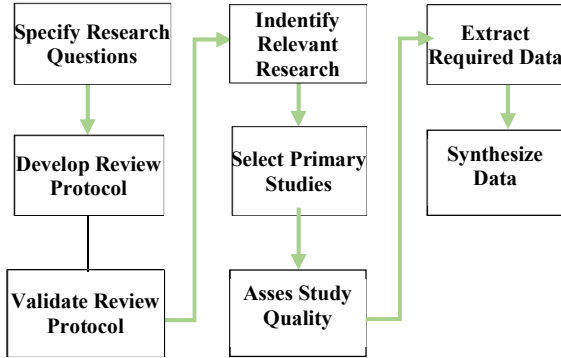 Specify Research
Questions
Develop Review
Protocol
Validate Review
Protocol
Indentify
Relevant
Research
Select Primary
Studies
Asses Study
Quality
Extract
Required Data
Synthesize
Data